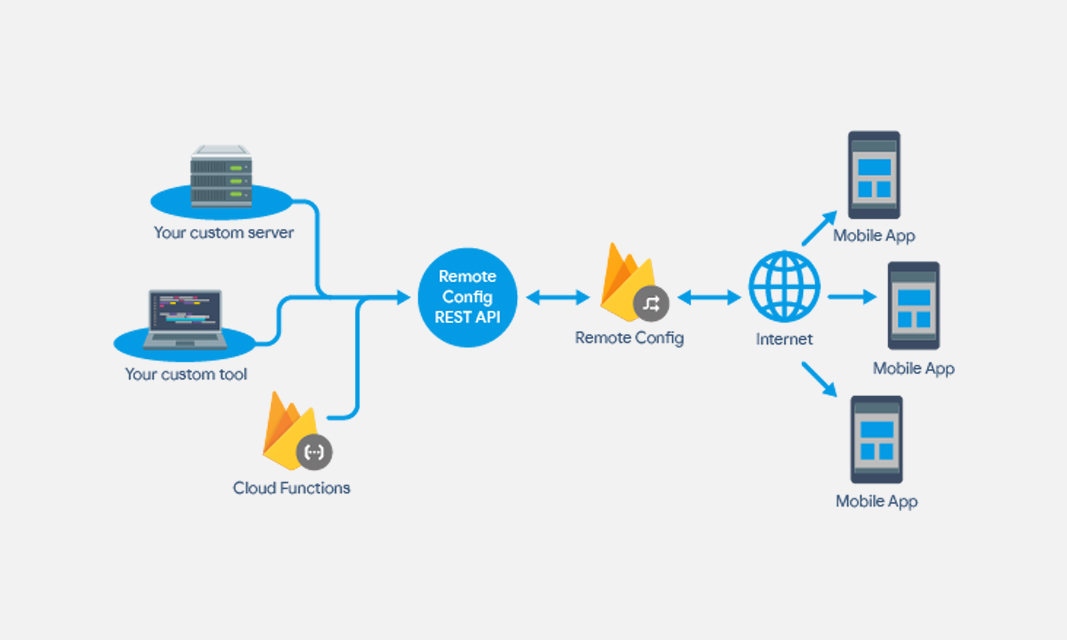 Your custom server
Your custom tool
Cloud Functions
Remote
Config
REST API
Remote Config
Internet
Mobile App
Mobile App
Mobile App